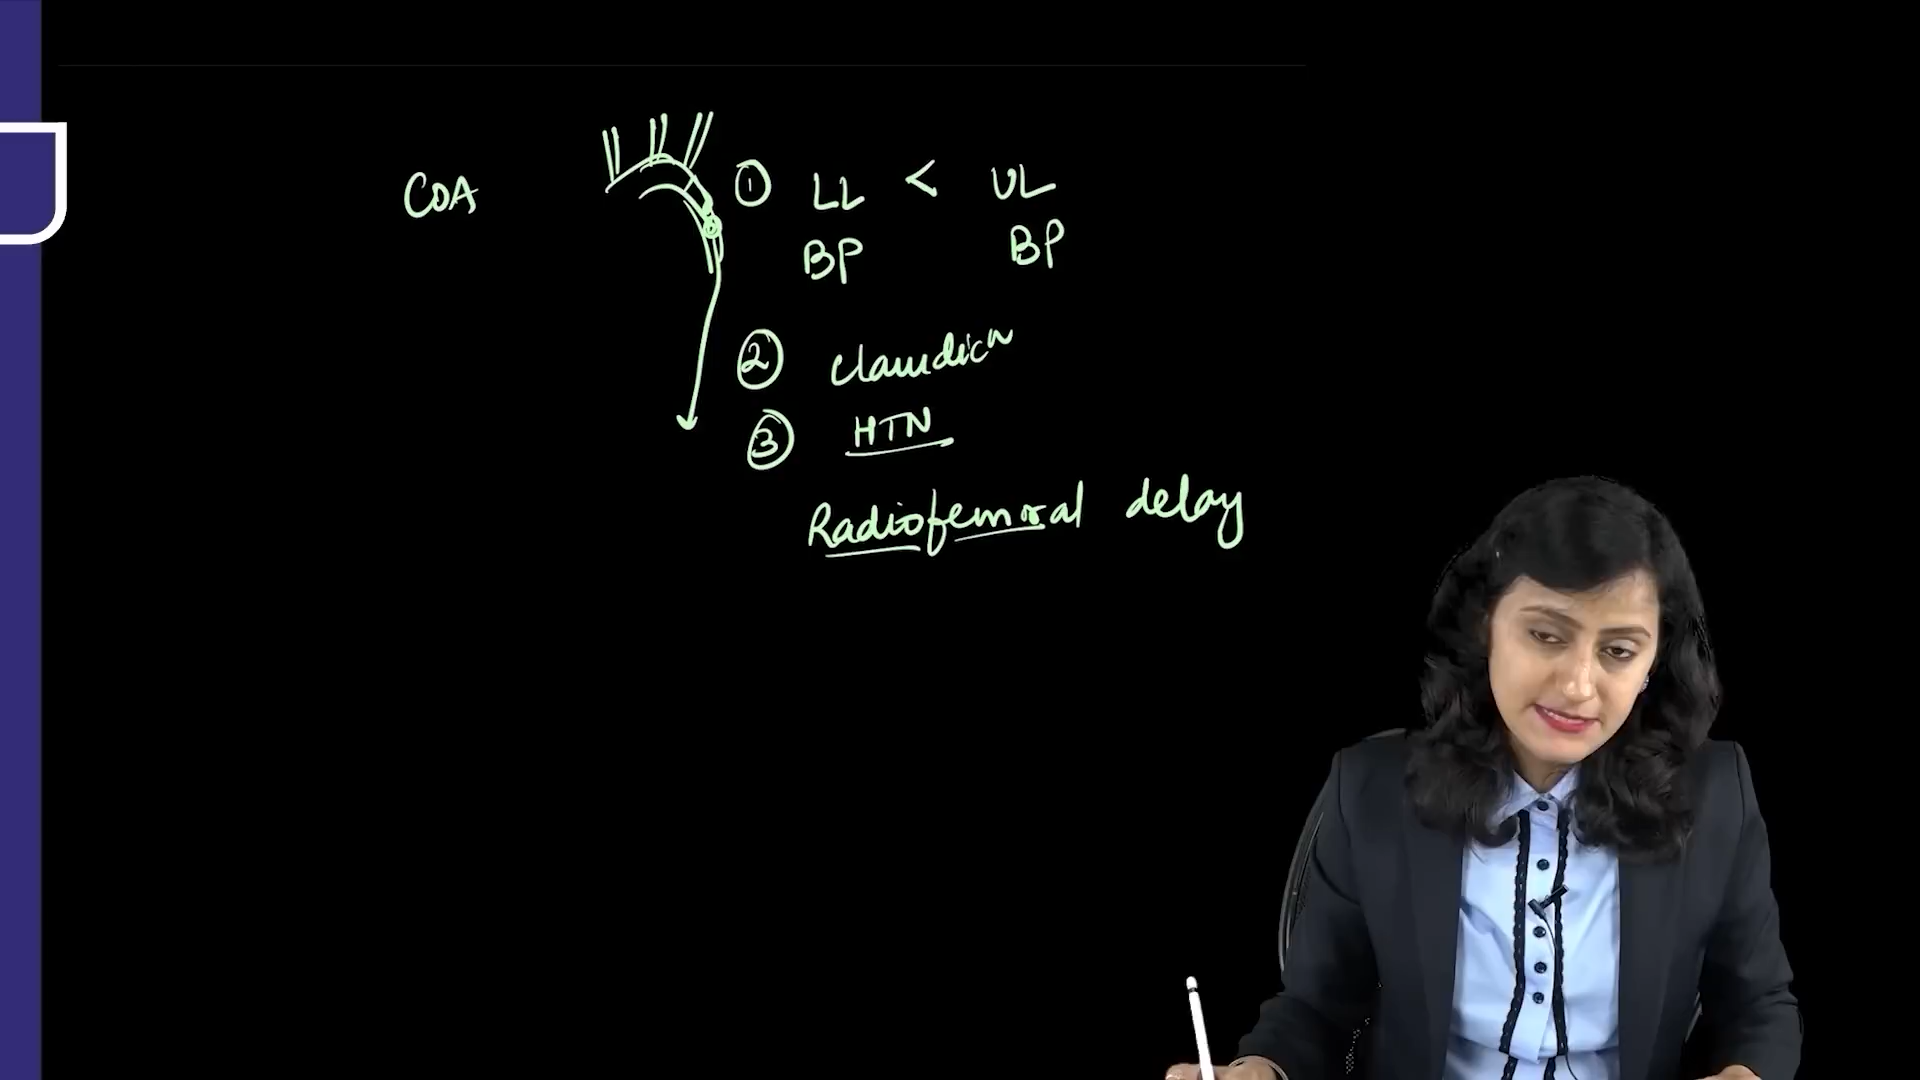 COA
① LL < UL
BP BP
② Claudicn
③ HTN
Radiofemoral delay